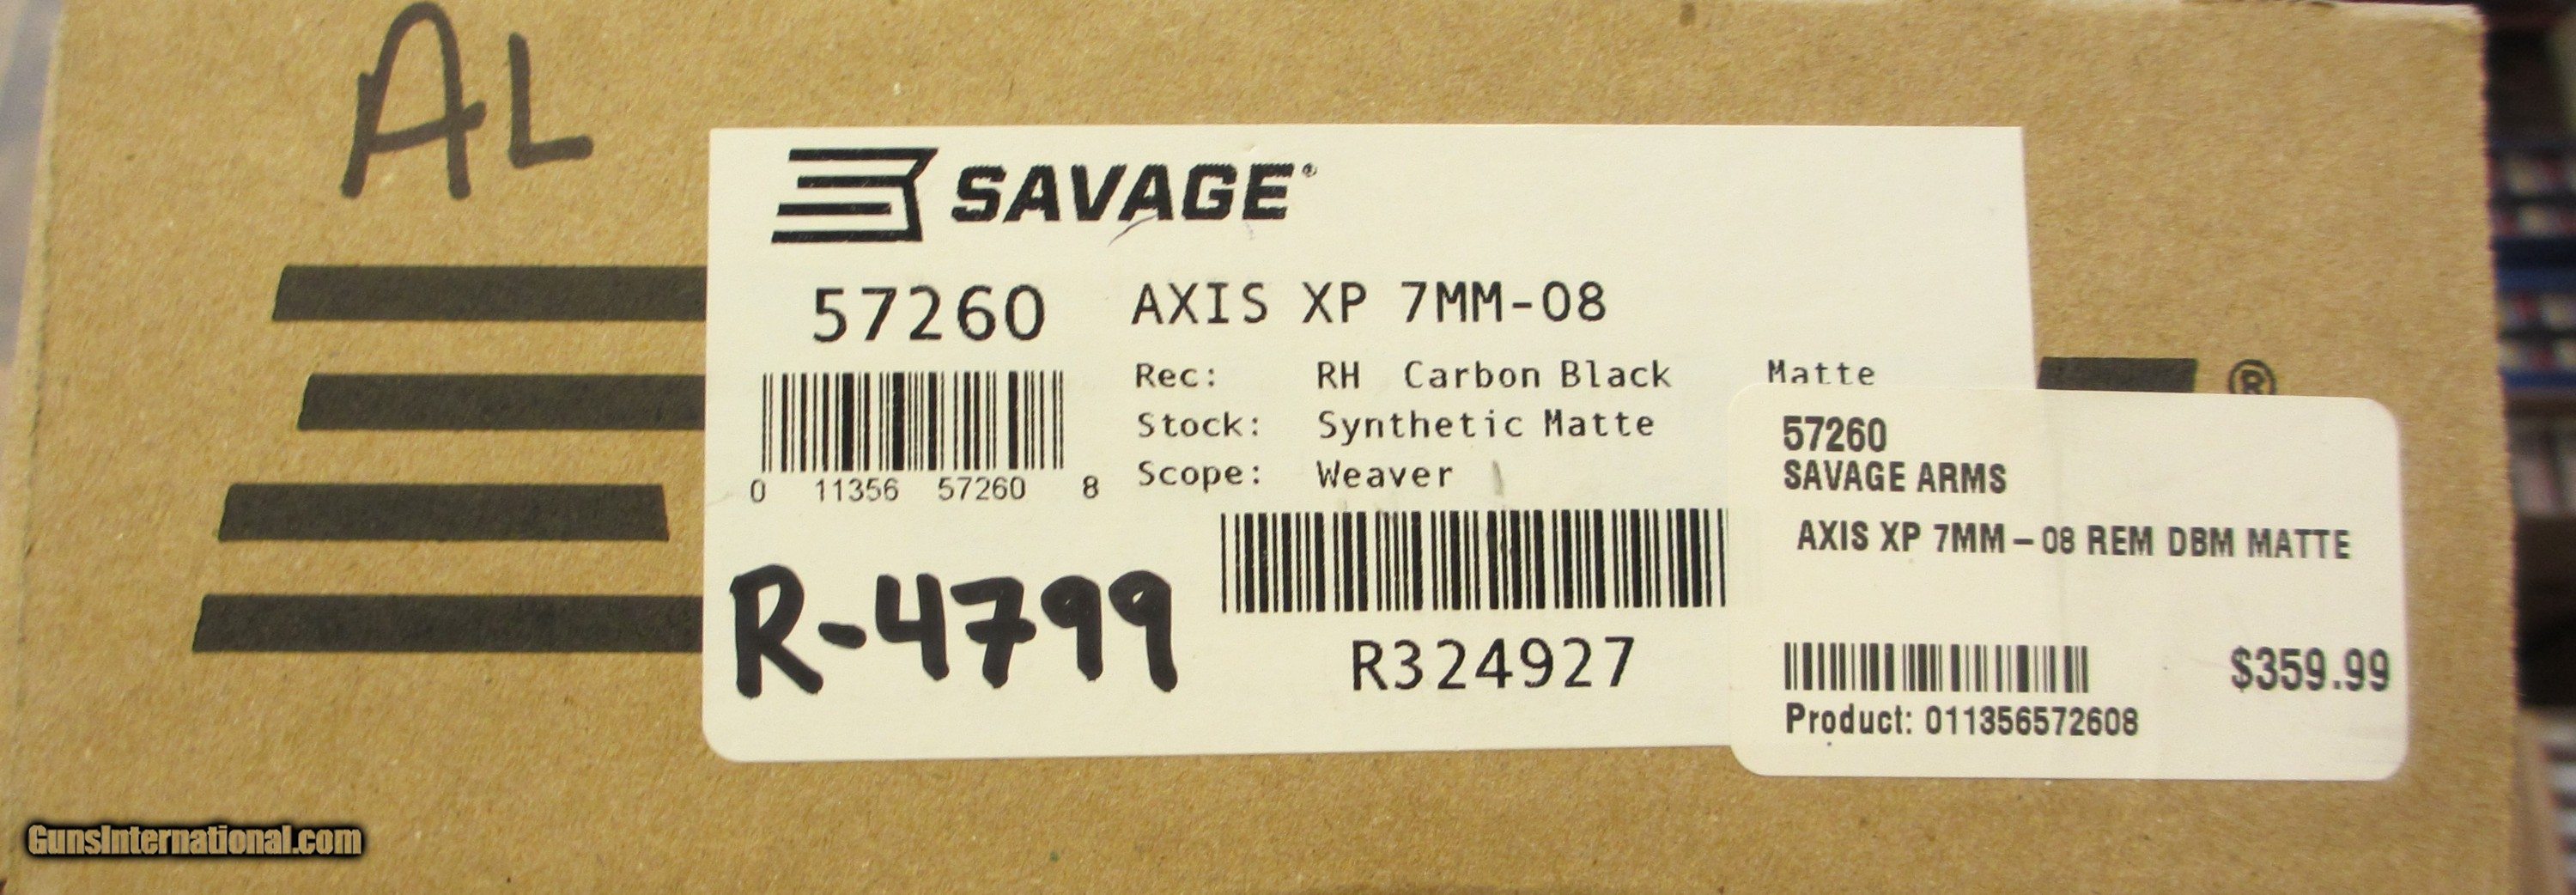 AL
SAVAGE®
57260
AXIS XP 7MM-08
Rec: RH Carbon Black Matte
Stock: Synthetic Matte
Scope: Weaver
0 11356 57260 8
R-4799
R324927
®
57260
SAVAGE ARMS
AXIS XP 7MM-08 REM DBM MATTE
$359.99
Product: 011356572608
GunsInternational.com